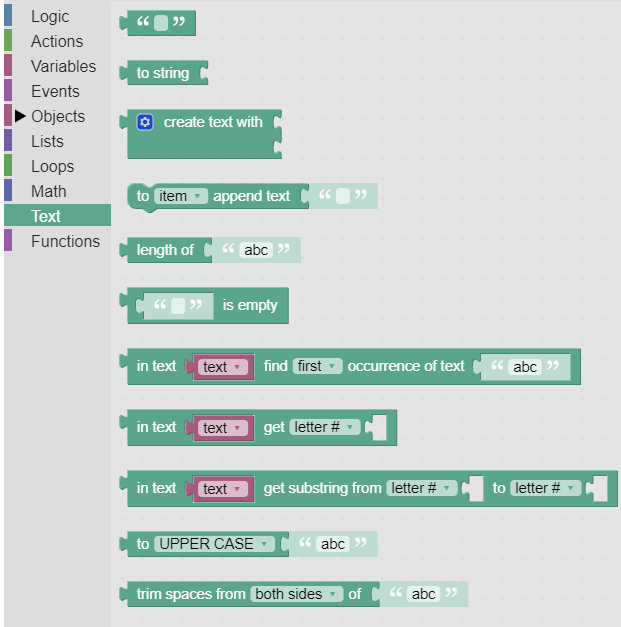 Logic
Actions
Variables
Events
Objects
Lists
Loops
Math
Text
Functions
“ ”
to string
create text with
to item append text “ ”
length of “ abc ”
“ ” is empty
in text text find first occurrence of text “ abc ”
in text text get letter #
in text text get substring from letter # to letter #
to UPPER CASE “ abc ”
trim spaces from both sides of “ abc ”